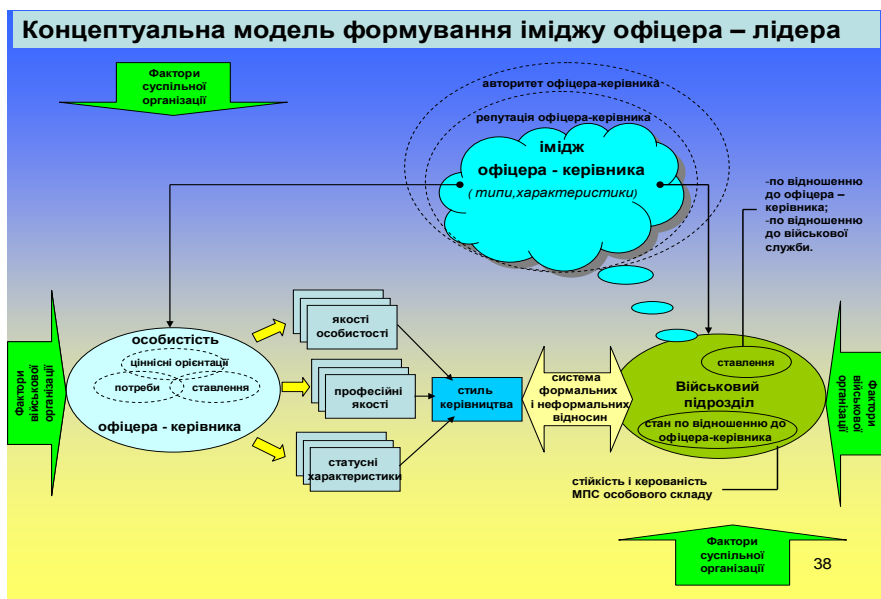 Концептуальна модель формування іміджу офіцера – лідера
Фактори
суспільної
організації
авторитет офіцера-керівника
репутація офіцера-керівника
імідж
офіцера - керівника
( типи,характеристики)
-по відношенню
до офіцера –
керівника;
-по відношенню
до військової
служби.
Фактори
військової
організації
особистість
ціннісні орієнтації
потреби
ставлення
офіцера - керівника
якості
особистості
професійні
якості
статусні
характеристики
стиль
керівництва
система
формальних
і неформальних
відносин
ставлення
Військовий
підрозділ
стан по відношенню до
офіцера-керівника
Фактори
військової
організації
стійкість і керованість
МПС особового складу
Фактори
суспільної
організації
38